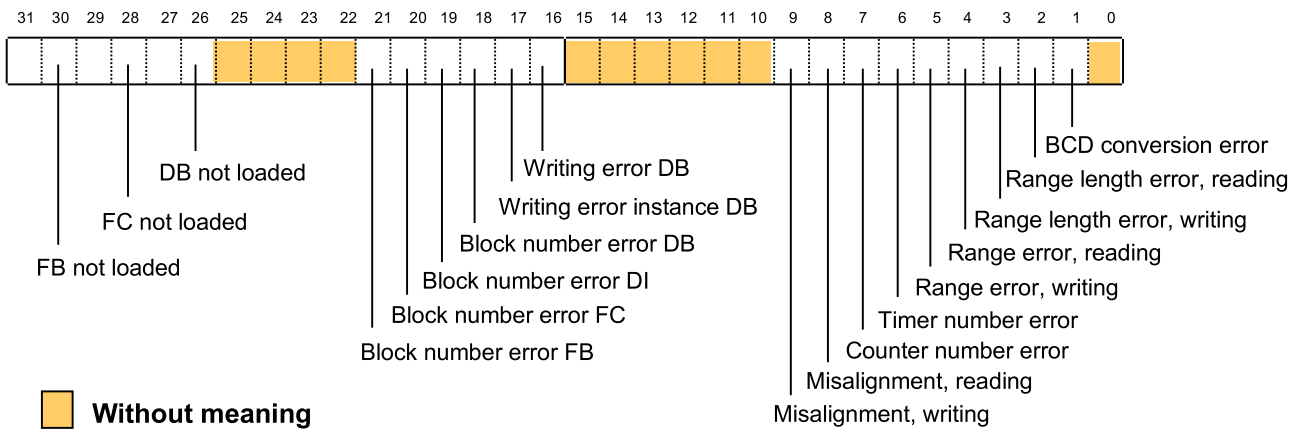 31 30 29 28 27 26 25 24 23 22 21 20 19 18 17 16 15 14 13 12 11 10 9 8 7 6 5 4 3 2 1 0
BCD conversion error
Writing error DB
DB not loaded
Range length error, reading
Writing error instance DB
FC not loaded
Range length error, writing
Block number error DB
Range error, reading
FB not loaded
Block number error DI
Range error, writing
Block number error FC
Timer number error
Block number error FB
Counter number error
Misalignment, reading
Without meaning
Misalignment, writing